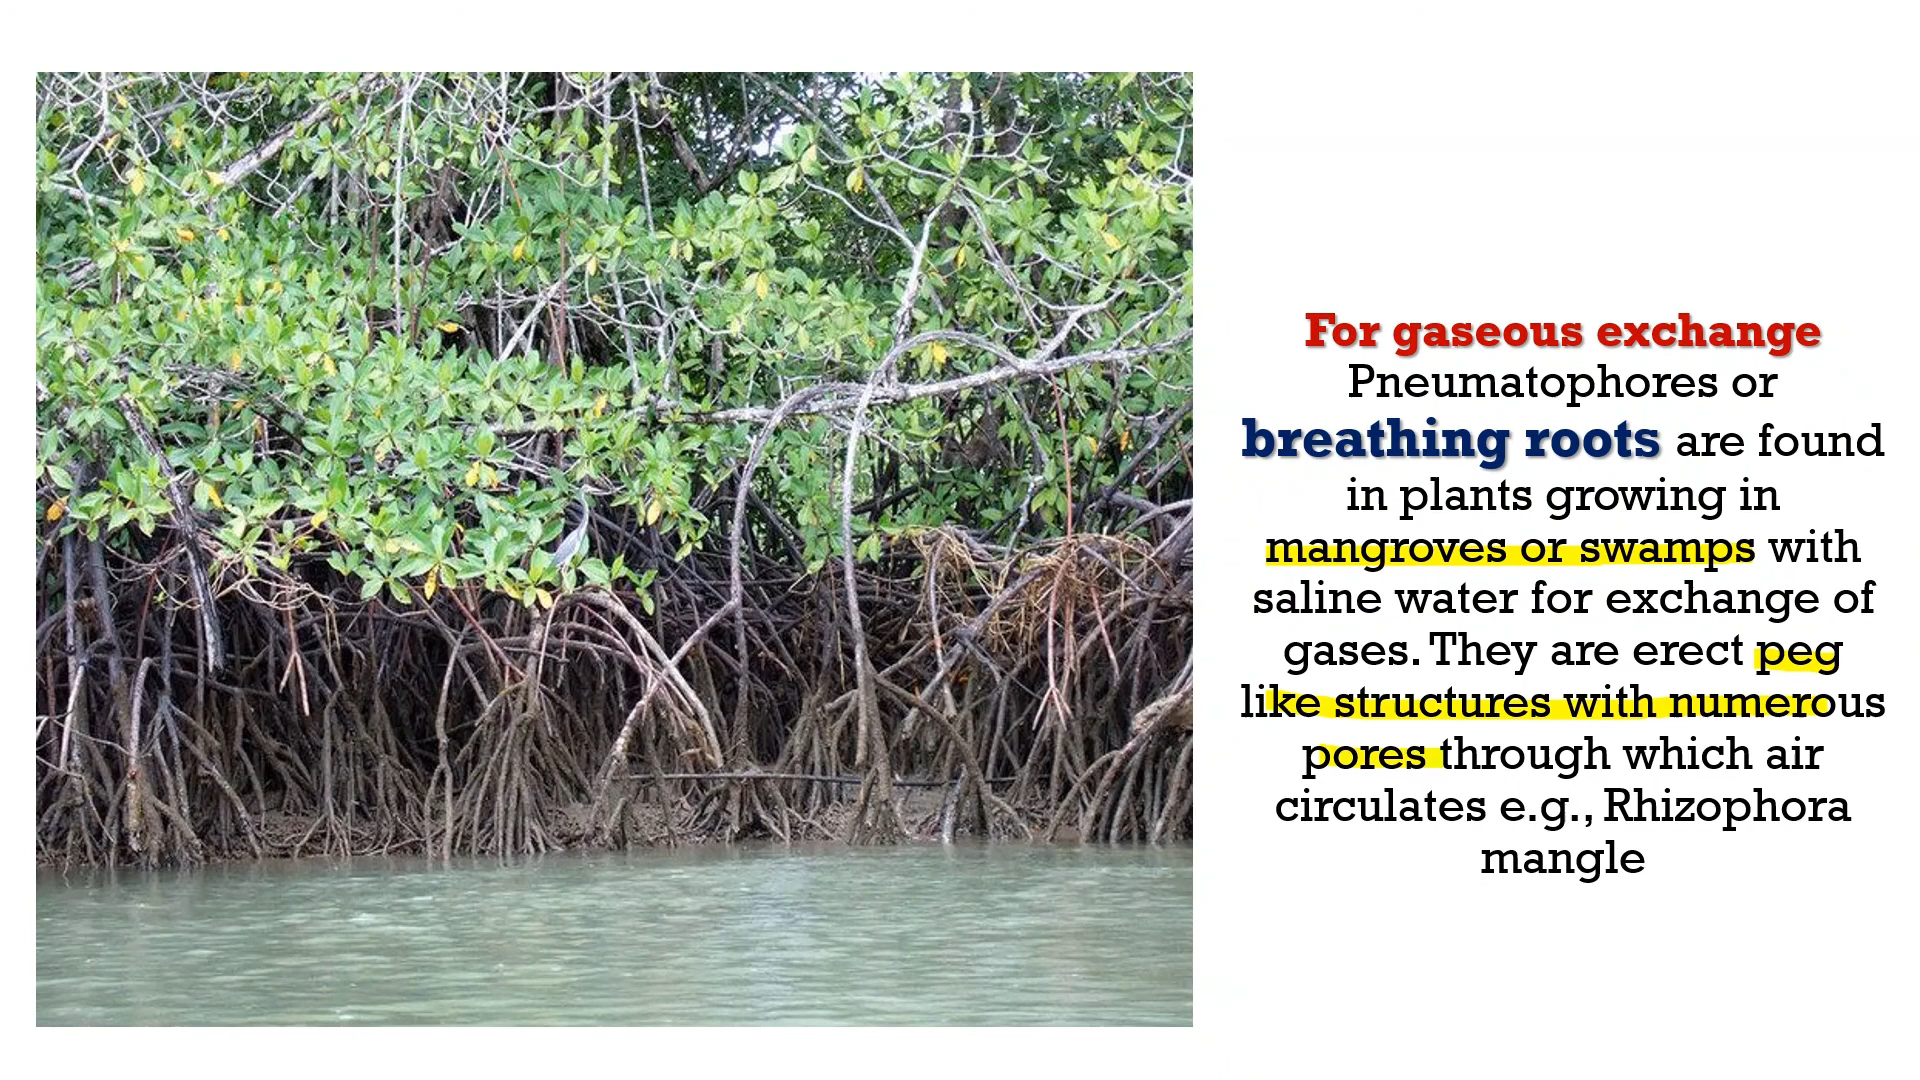 For gaseous exchange
Pneumatophores or
breathing roots are found
in plants growing in
mangroves or swamps with
saline water for exchange of
gases. They are erect peg
like structures with numerous
pores through which air
circulates e.g., Rhizophora
mangle